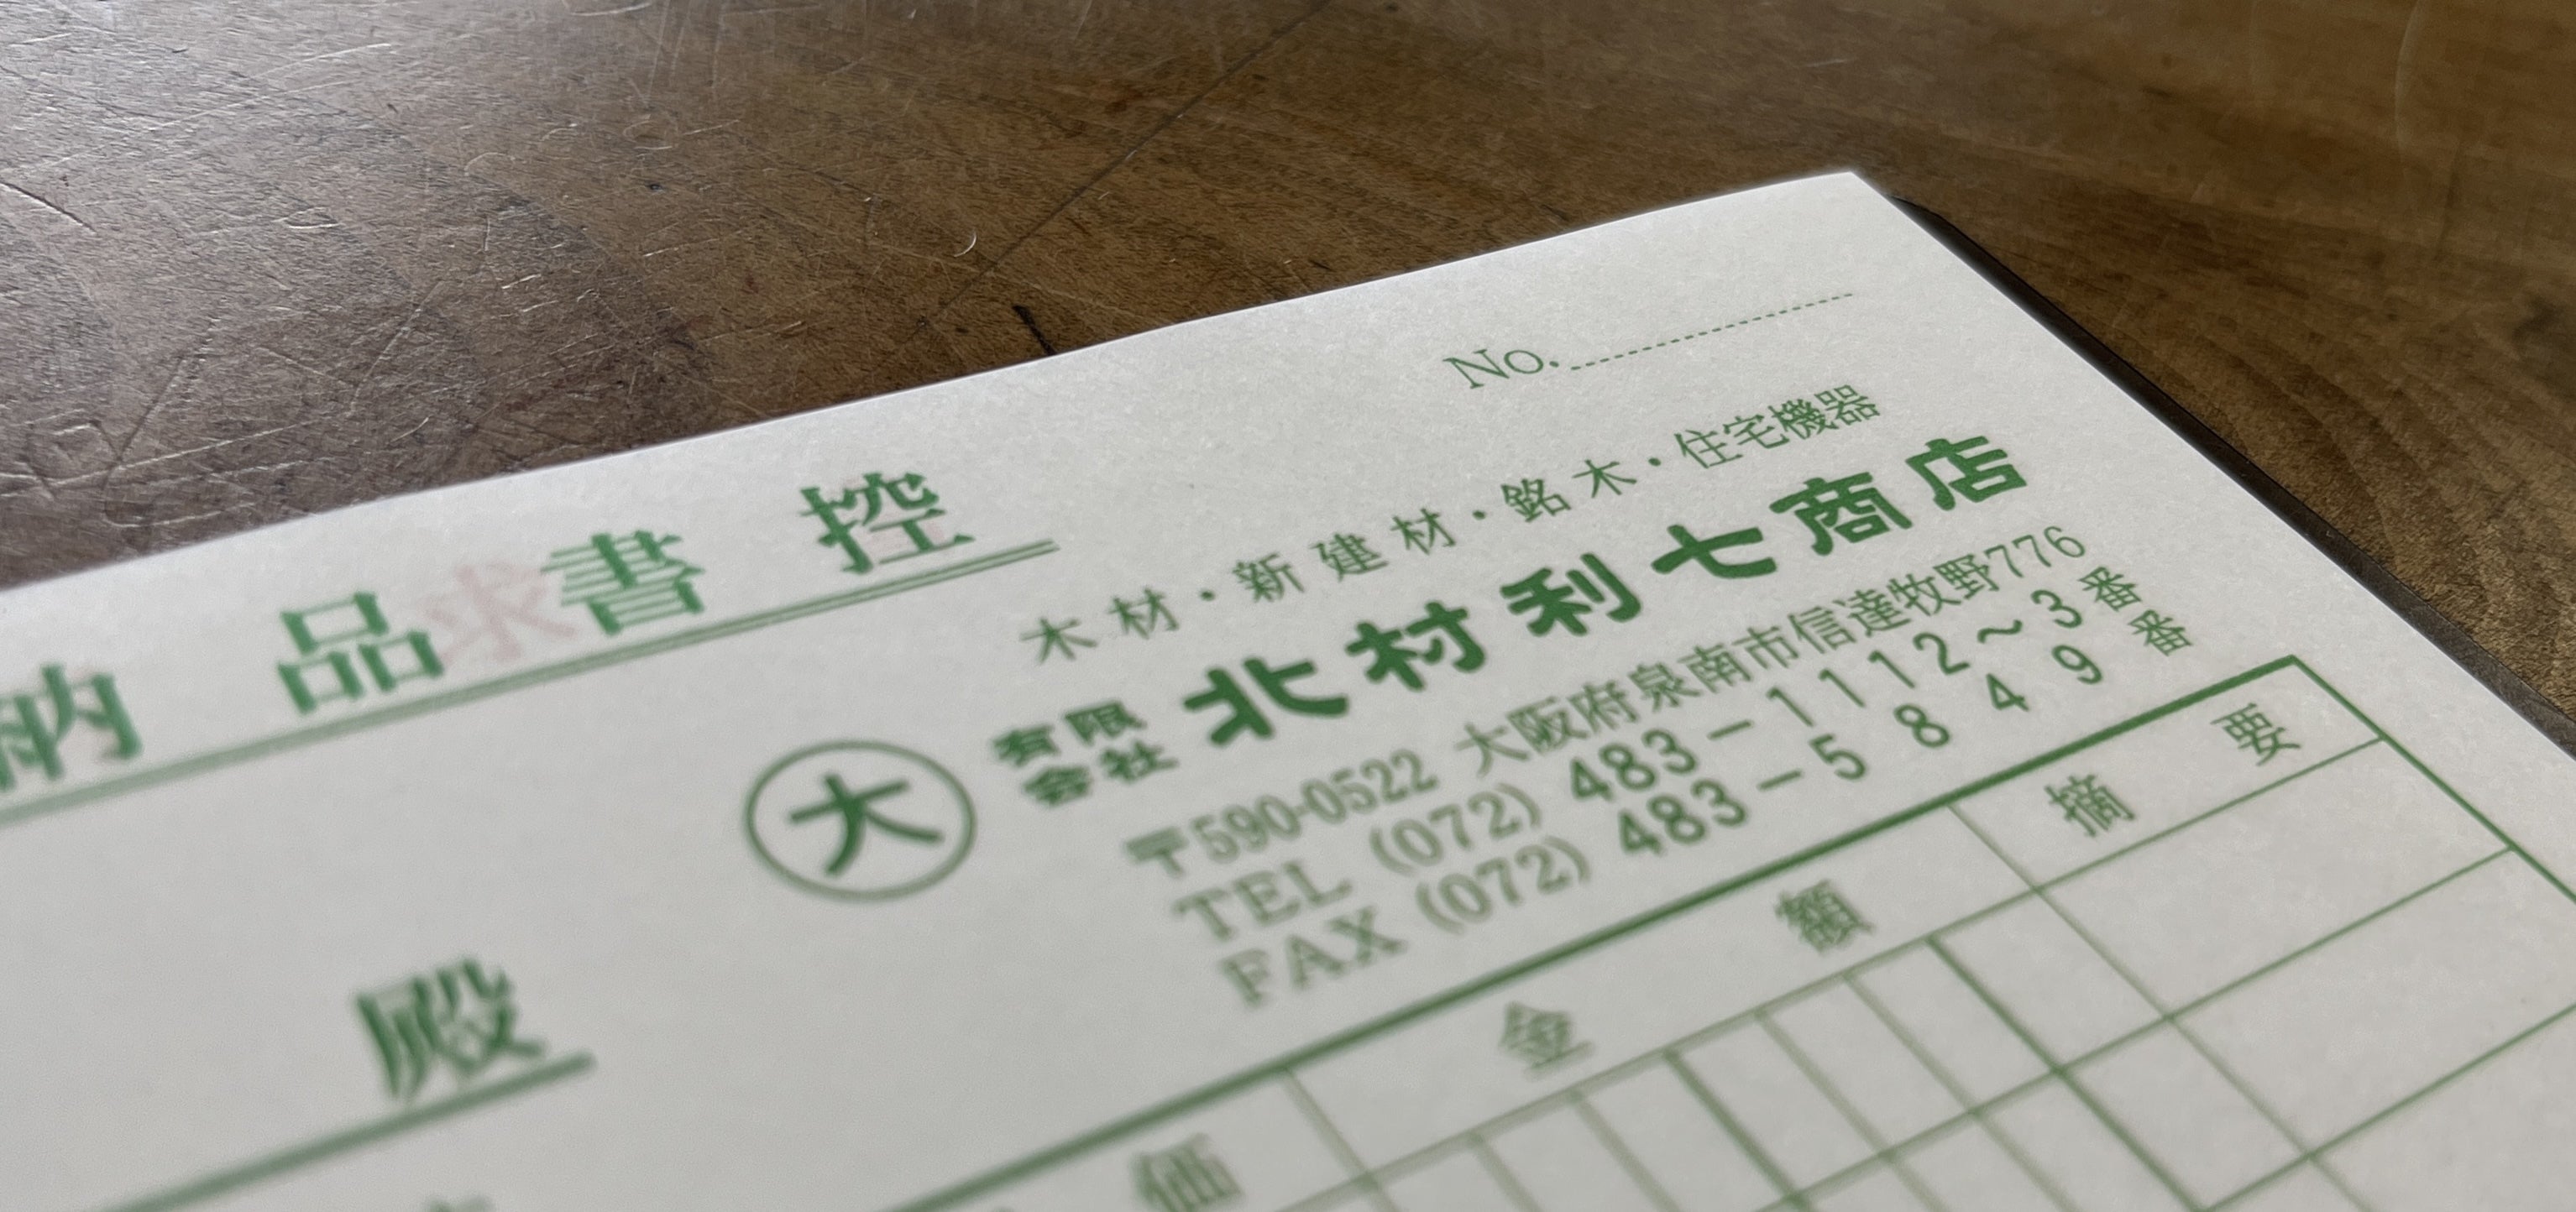 No.
納品書控
木材・新建材・銘木・住宅機器
有限会社 北村利七商店
大
〒590-0522 大阪府泉南市信達牧野776
TEL (072) 483－1112～3番
FAX (072) 483－5849番
殿
価 金額 摘要
求